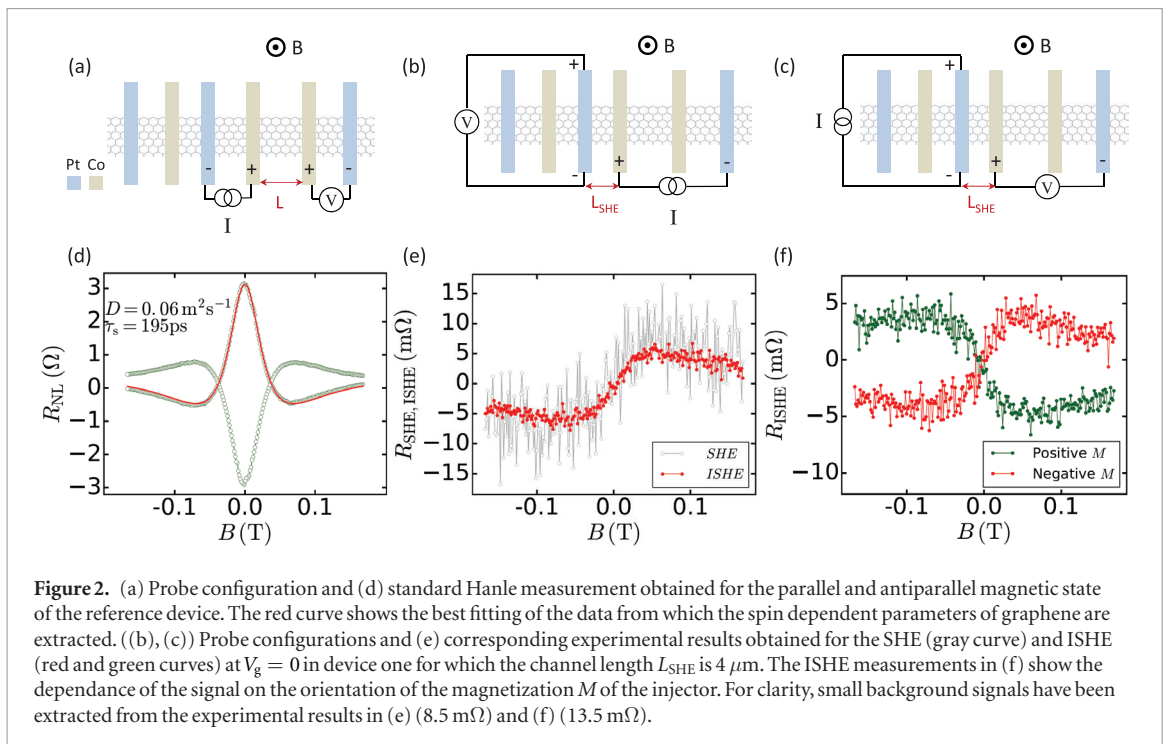 (a)
B
Pt Co
-
+
+
-
I
L
V
(b)
B
+
V
-
+
-
L_SHE
I
(c)
B
+
I
-
+
-
L_SHE
V
(d)
D = 0.06 m²s⁻¹
τ_s = 195ps
R_NL (Ω)
3
2
1
0
−1
−2
−3
-0.1 0.0 0.1
B (T)
(e)
R_SHE, ISHE (mΩ)
15
10
5
0
−5
−10
−15
SHE
ISHE
-0.1 0.0 0.1
B (T)
(f)
R_ISHE (mΩ)
5
0
−5
−10
Positive M
Negative M
-0.1 0.0 0.1
B (T)
Figure 2. (a) Probe configuration and (d) standard Hanle measurement obtained for the parallel and antiparallel magnetic state
of the reference device. The red curve shows the best fitting of the data from which the spin dependent parameters of graphene are
extracted. ((b), (c)) Probe configurations and (e) corresponding experimental results obtained for the SHE (gray curve) and ISHE
(red and green curves) at V_g = 0 in device one for which the channel length L_SHE is 4 μm. The ISHE measurements in (f) show the
dependance of the signal on the orientation of the magnetization M of the injector. For clarity, small background signals have been
extracted from the experimental results in (e) (8.5 mΩ) and (f) (13.5 mΩ).